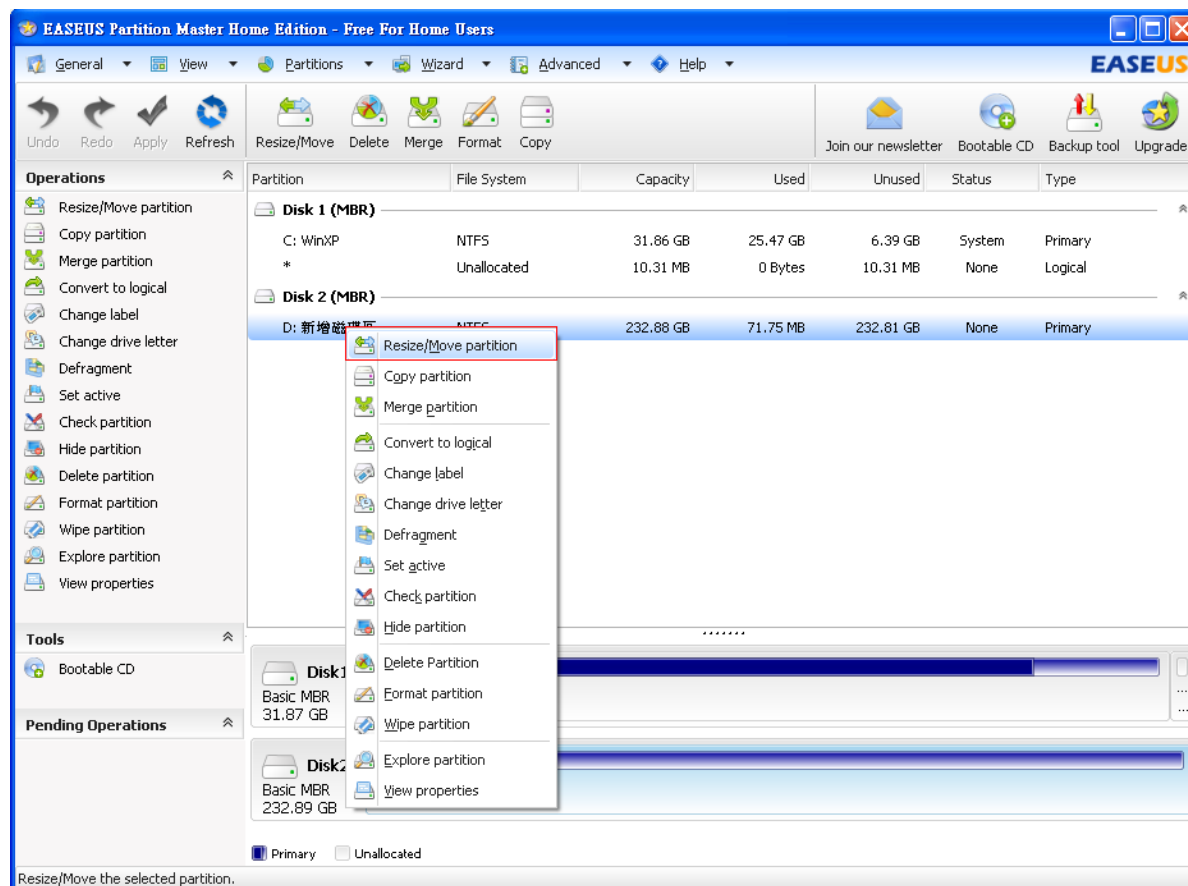 EASEUS Partition Master Home Edition - Free For Home Users
General View Partitions Wizard Advanced Help EASEUS
Undo Redo Apply Refresh Resize/Move Delete Merge Format Copy Join our newsletter Bootable CD Backup tool Upgrade
Operations
Resize/Move partition
Copy partition
Merge partition
Convert to logical
Change label
Change drive letter
Defragment
Set active
Check partition
Hide partition
Delete partition
Format partition
Wipe partition
Explore partition
View properties
Tools
Bootable CD
Pending Operations
Partition File System Capacity Used Unused Status Type
Disk 1 (MBR)
C: WinXP NTFS 31.86 GB 25.47 GB 6.39 GB System Primary
* Unallocated 10.31 MB 0 Bytes 10.31 MB None Logical
Disk 2 (MBR)
D: 新增磁碟區 NTFS 232.88 GB 71.75 MB 232.81 GB None Primary
Resize/Move partition
Copy partition
Merge partition
Convert to logical
Change label
Change drive letter
Defragment
Set active
Check partition
Hide partition
Delete Partition
Format partition
Wipe partition
Explore partition
View properties
Disk1
Basic MBR
31.87 GB
...
...
Disk2
Basic MBR
232.89 GB
Primary Unallocated
Resize/Move the selected partition.